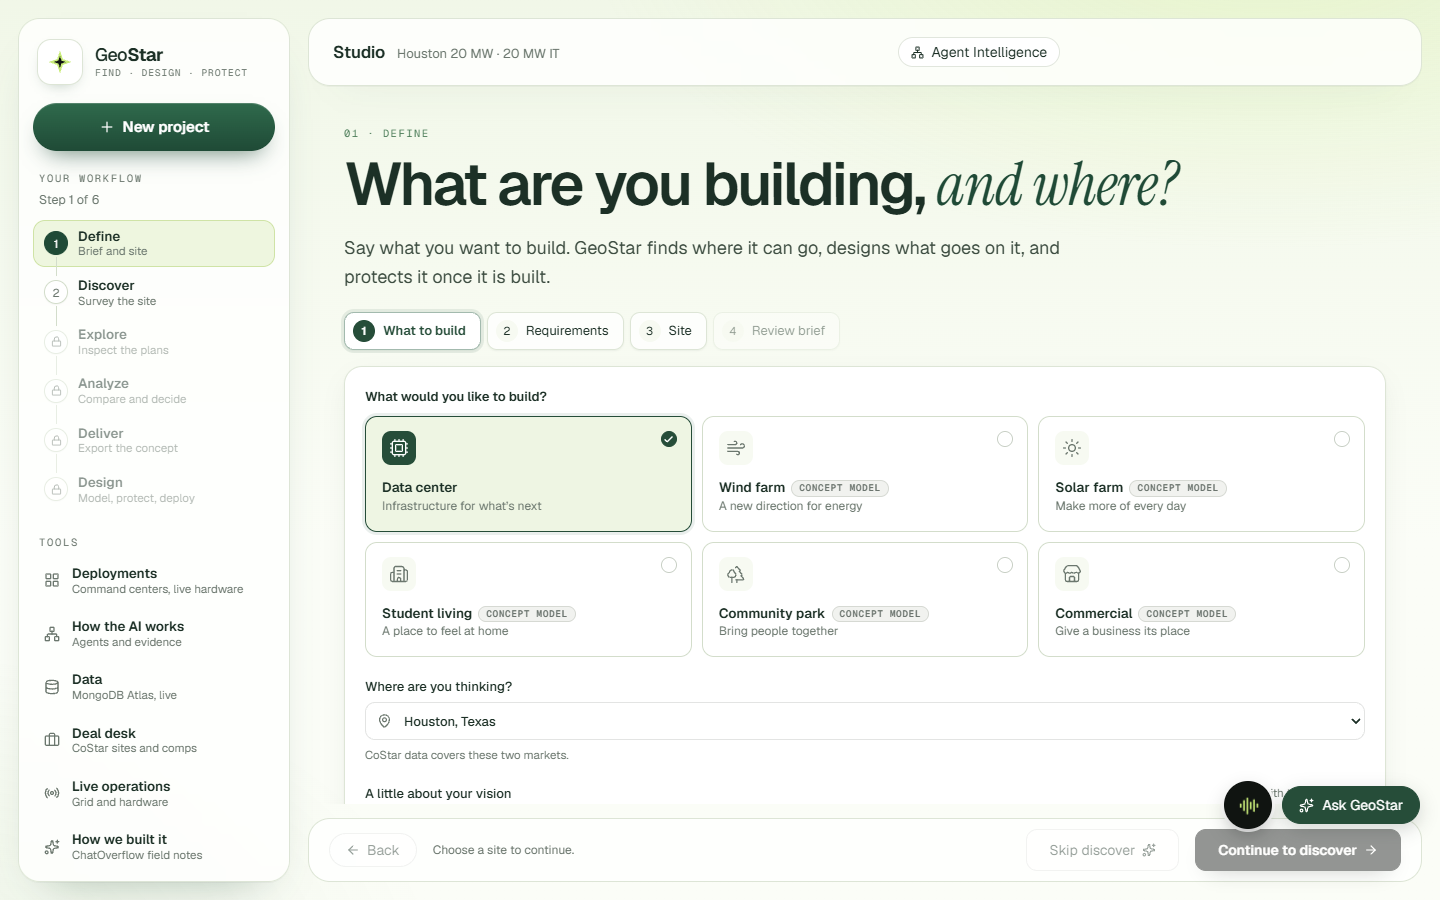 GeoStar
FIND · DESIGN · PROTECT
New project
YOUR WORKFLOW
Step 1 of 6
1
Define
Brief and site
2
Discover
Survey the site
Explore
Inspect the plans
Analyze
Compare and decide
Deliver
Export the concept
Design
Model, protect, deploy
TOOLS
Deployments
Command centers, live hardware
How the AI works
Agents and evidence
Data
MongoDB Atlas, live
Deal desk
CoStar sites and comps
Live operations
Grid and hardware
How we built it
ChatOverflow field notes
Studio Houston 20 MW · 20 MW IT
Agent Intelligence
01 · DEFINE
What are you building, and where?
Say what you want to build. GeoStar finds where it can go, designs what goes on it, and
protects it once it is built.
1 What to build
2 Requirements
3 Site
4 Review brief
What would you like to build?
Data center
Infrastructure for what's next
Wind farm CONCEPT MODEL
A new direction for energy
Solar farm CONCEPT MODEL
Make more of every day
Student living CONCEPT MODEL
A place to feel at home
Community park CONCEPT MODEL
Bring people together
Commercial CONCEPT MODEL
Give a business its place
Where are you thinking?
Houston, Texas
CoStar data covers these two markets.
A little about your vision
Ask GeoStar
Back
Choose a site to continue.
Skip discover
Continue to discover